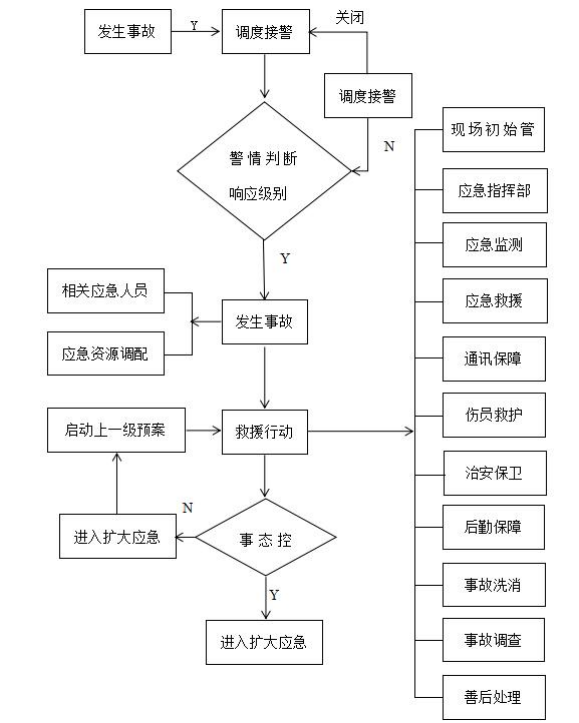 发生事故
Y
调度接警
关闭
调度接警
N
警情判断
响应级别
Y
相关应急人员
应急资源调配
发生事故
启动上一级预案
救援行动
N
进入扩大应急
事态控
Y
进入扩大应急
现场初始管
应急指挥部
应急监测
应急救援
通讯保障
伤员救护
治安保卫
后勤保障
事故洗消
事故调查
善后处理